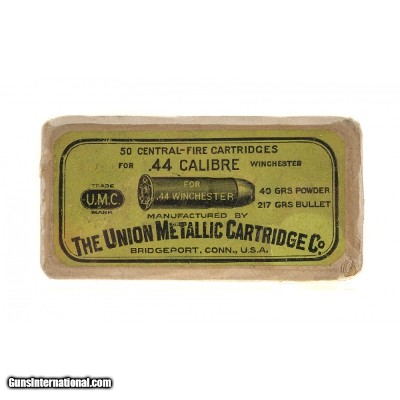 50 CENTRAL-FIRE CARTRIDGES
FOR .44 CALIBRE WINCHESTER
FOR
.44 WINCHESTER
TRADE
U.M.C.
MARK
40 GRS POWDER
217 GRS BULLET
MANUFACTURED BY
THE UNION METALLIC CARTRIDGE Co.
BRIDGEPORT, CONN., U.S.A.
GunsInternational.com